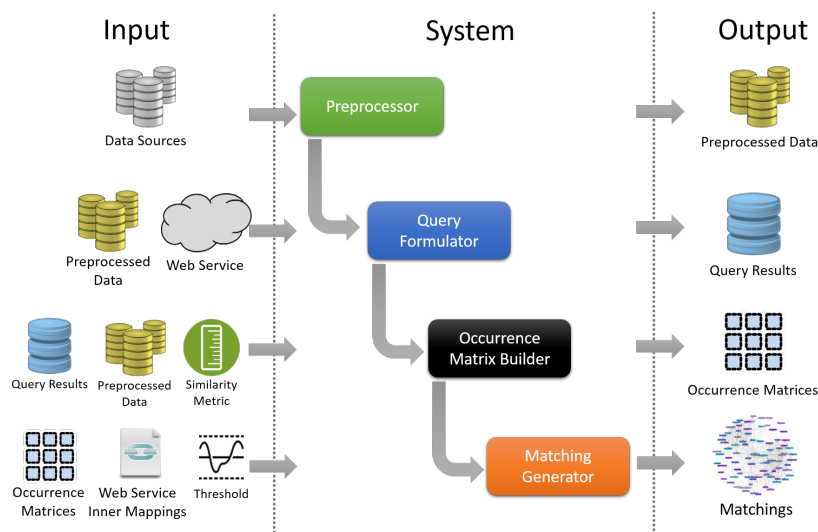 Input
System
Output
Data Sources
Preprocessor
Preprocessed Data
Preprocessed
Data
Web Service
Query
Formulator
Query Results
Query Results
Preprocessed
Data
Similarity
Metric
Occurrence
Matrix Builder
Occurrence Matrices
Occurrence
Matrices
Web Service
Inner Mappings
Threshold
Matching
Generator
Matchings